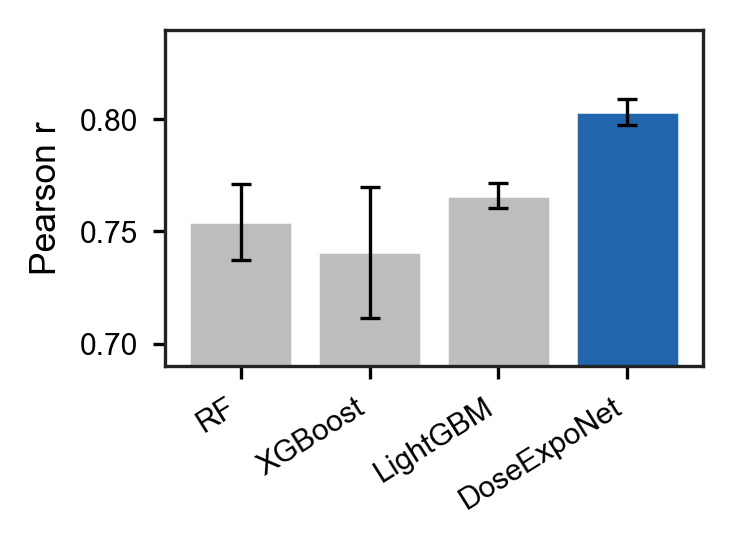 Pearson r
0.80
0.75
0.70
RF
XGBoost
LightGBM
DoseExpoNet